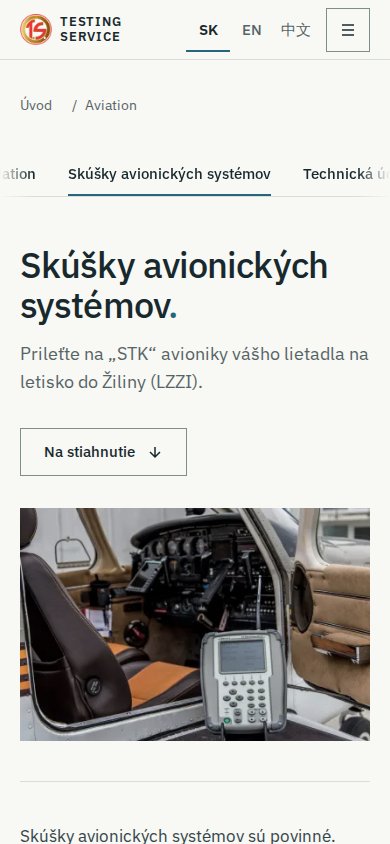 TESTING
SERVICE
SK
EN
中文
Úvod / Aviation
ation
Skúšky avionických systémov
Technická úd
Skúšky avionických
systémov.
Prileťte na „STK“ avioniky vášho lietadla na
letisko do Žiliny (LZZI).
Na stiahnutie
Skúšky avionických systémov sú povinné.